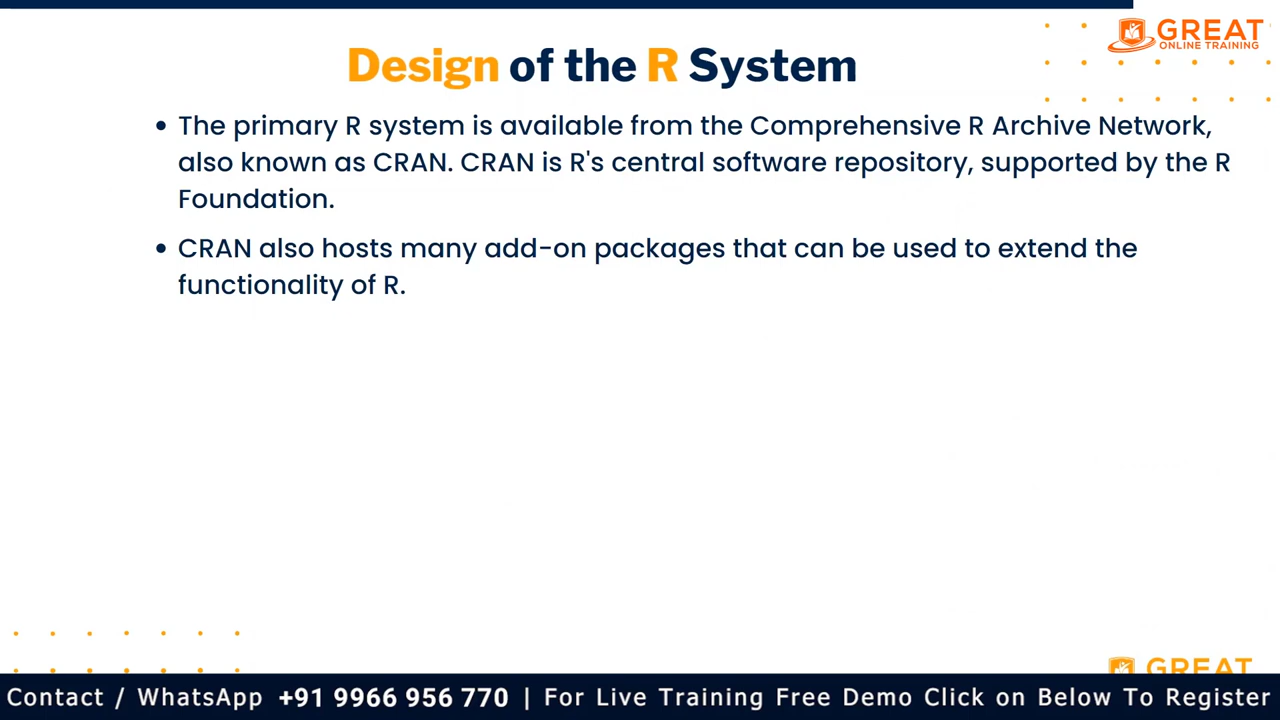 GREAT
ONLINE TRAINING
Design of the R System
• The primary R system is available from the Comprehensive R Archive Network,
also known as CRAN. CRAN is R's central software repository, supported by the R
Foundation.
• CRAN also hosts many add-on packages that can be used to extend the
functionality of R.
GREAT
Contact / WhatsApp +91 9966 956 770 | For Live Training Free Demo Click on Below To Register